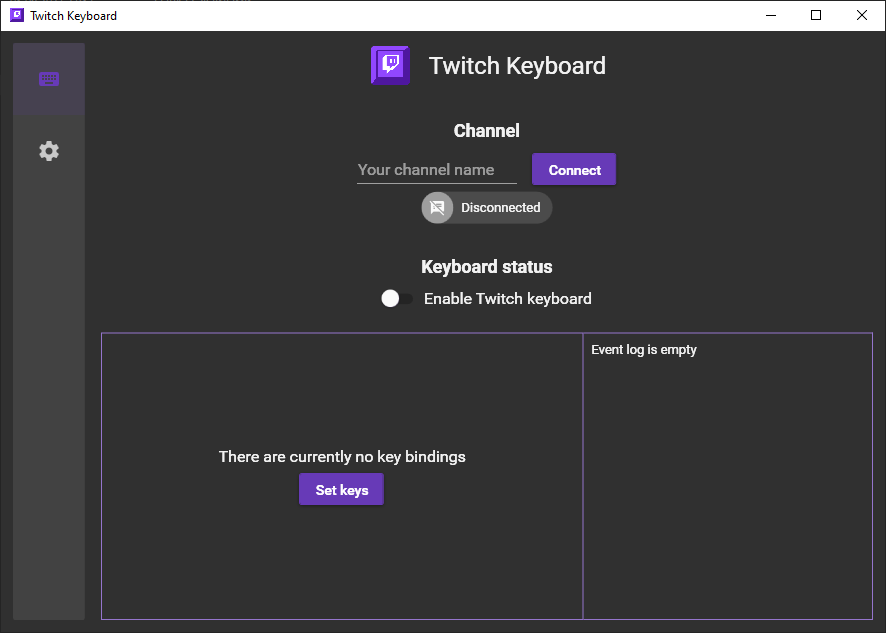 Twitch Keyboard
Twitch Keyboard
Channel
Your channel name
Connect
Disconnected
Keyboard status
Enable Twitch keyboard
Event log is empty
There are currently no key bindings
Set keys